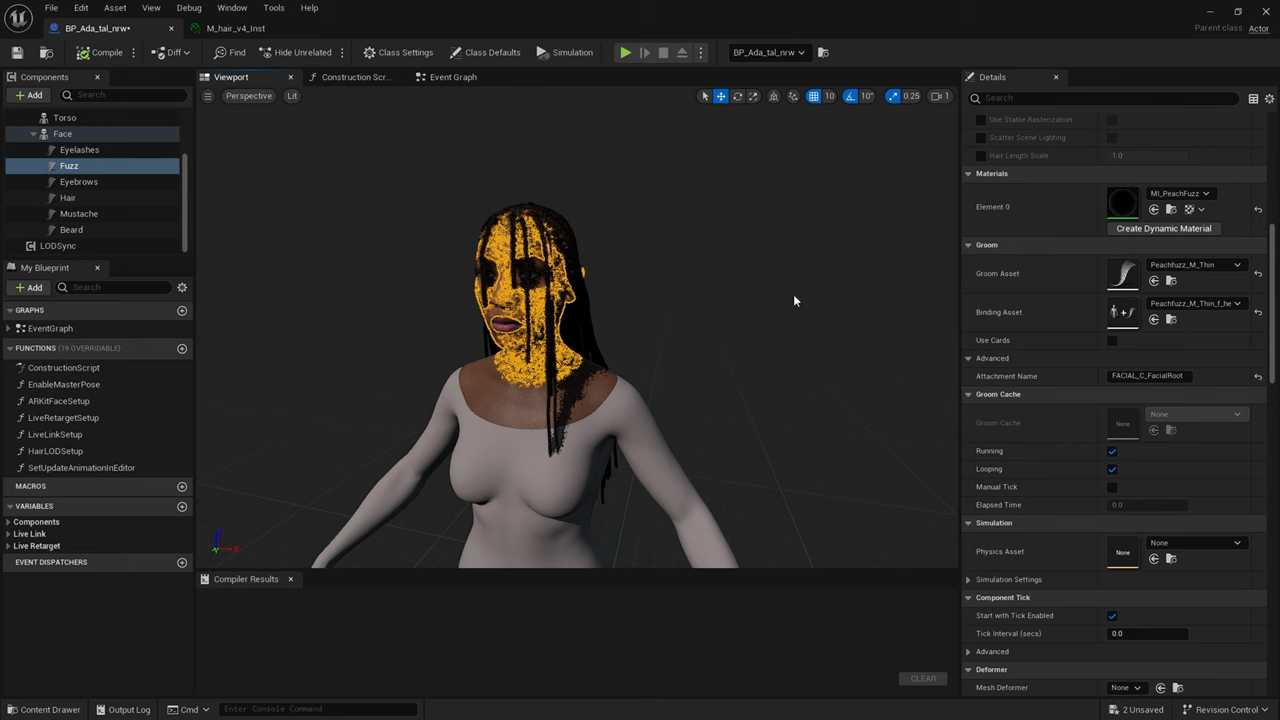 File Edit Asset View Debug Window Tools Help
BP_Ada_tal_nrw•
M_hair_v4_Inst
Parent class: Actor
Compile
Diff
Find
Hide Unrelated
Class Settings
Class Defaults
Simulation
BP_Ada_tal_nrw
Components
Viewport
Construction Scr...
Event Graph
Details
Add
Search
Perspective
Lit
10
10°
0.25
1
Search
Torso
Face
Eyelashes
Fuzz
Eyebrows
Hair
Mustache
Beard
LODSync
My Blueprint
Add
Search
GRAPHS
EventGraph
FUNCTIONS (19 OVERRIDABLE)
ConstructionScript
EnableMasterPose
ARKitFaceSetup
LiveRetargetSetup
LiveLinkSetup
HairLODSetup
SetUpdateAnimationInEditor
MACROS
VARIABLES
Components
Live Link
Live Retarget
EVENT DISPATCHERS
Compiler Results
CLEAR
Use Stable Rasterization
Scatter Scene Lighting
Hair Length Scale 1.0
Materials
Element 0
MI_PeachFuzz
Create Dynamic Material
Groom
Groom Asset
Peachfuzz_M_Thin
Binding Asset
Peachfuzz_M_Thin_f_he
Use Cards
Advanced
Attachment Name FACIAL_C_FacialRoot
Groom Cache
Groom Cache
None
None
Running
Looping
Manual Tick
Elapsed Time 0.0
Simulation
Physics Asset
None
None
Simulation Settings
Component Tick
Start with Tick Enabled
Tick Interval (secs) 0.0
Advanced
Deformer
Mesh Deformer None
Content Drawer
Output Log
Cmd
Enter Console Command
2 Unsaved
Revision Control